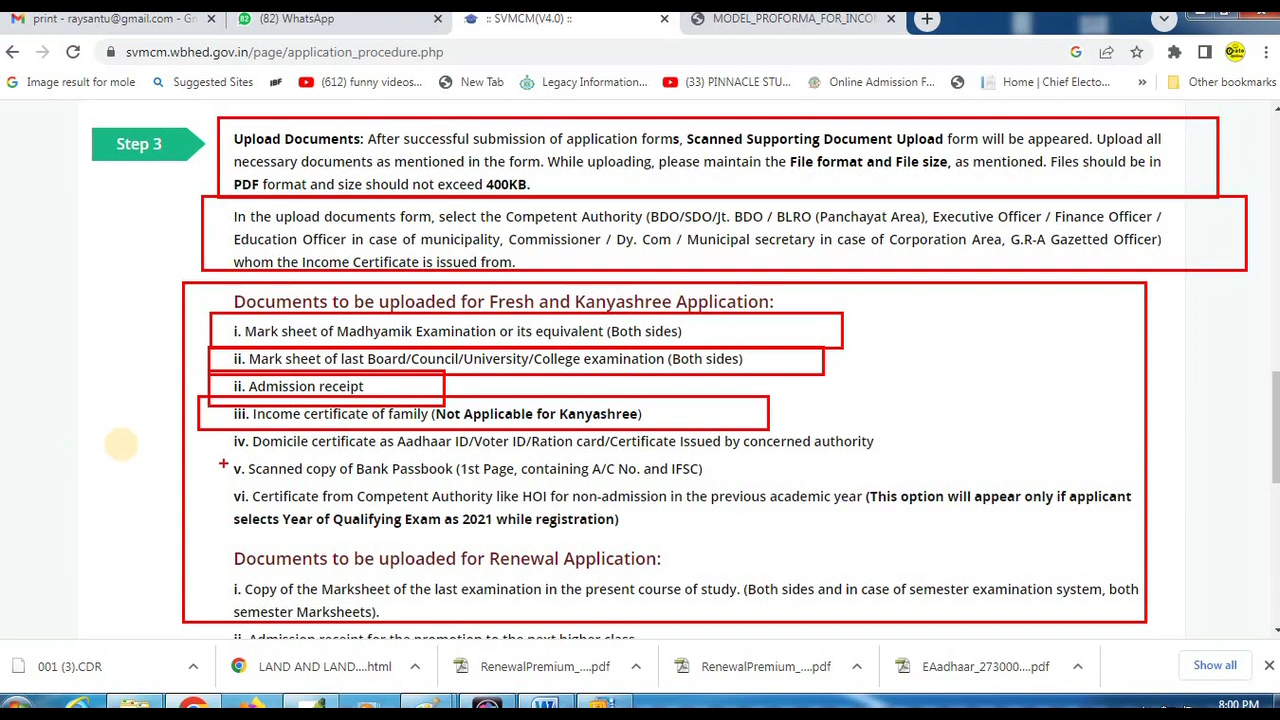 print - raysantu@gmail.com - Gm
(82) WhatsApp
:: SVMCM(V4.0) ::
MODEL_PROFORMA_FOR_INCOM
svmcm.wbhed.gov.in/page/application_procedure.php
Image result for mole
Suggested Sites
(612) funny videos...
New Tab
Legacy Information...
(33) PINNACLE STU...
Online Admission F...
Home | Chief Electo...
»
Other bookmarks
Step 3
Upload Documents: After successful submission of application forms, Scanned Supporting Document Upload form will be appeared. Upload all
necessary documents as mentioned in the form. While uploading, please maintain the File format and File size, as mentioned. Files should be in
PDF format and size should not exceed 400KB.
In the upload documents form, select the Competent Authority (BDO/SDO/Jt. BDO / BLRO (Panchayat Area), Executive Officer / Finance Officer /
Education Officer in case of municipality, Commissioner / Dy. Com / Municipal secretary in case of Corporation Area, G.R-A Gazetted Officer)
whom the Income Certificate is issued from.
Documents to be uploaded for Fresh and Kanyashree Application:
i. Mark sheet of Madhyamik Examination or its equivalent (Both sides)
ii. Mark sheet of last Board/Council/University/College examination (Both sides)
ii. Admission receipt
iii. Income certificate of family (Not Applicable for Kanyashree)
iv. Domicile certificate as Aadhaar ID/Voter ID/Ration card/Certificate Issued by concerned authority
v. Scanned copy of Bank Passbook (1st Page, containing A/C No. and IFSC)
vi. Certificate from Competent Authority like HOI for non-admission in the previous academic year (This option will appear only if applicant
selects Year of Qualifying Exam as 2021 while registration)
Documents to be uploaded for Renewal Application:
i. Copy of the Marksheet of the last examination in the present course of study. (Both sides and in case of semester examination system, both
semester Marksheets).
ii. Admission receipt for the promotion to the next higher class
001 (3).CDR
LAND AND LAND....html
RenewalPremium_....pdf
RenewalPremium_....pdf
EAadhaar_273000....pdf
Show all
8:00 PM